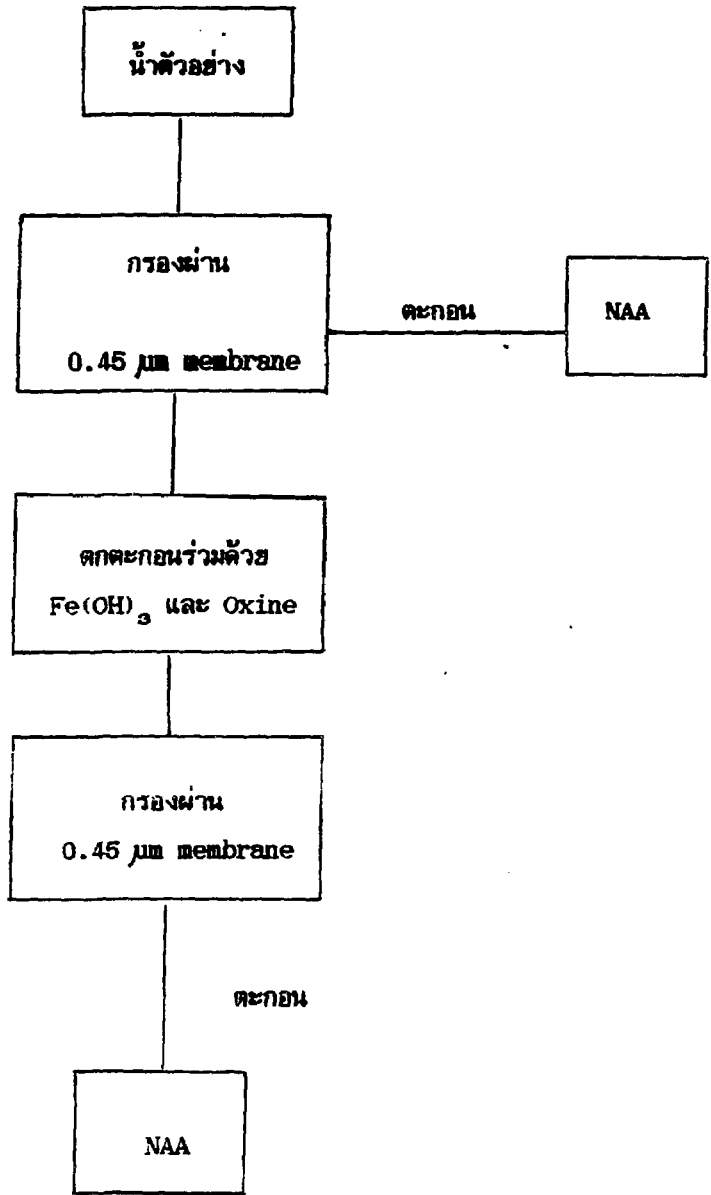 น้ำตัวอย่าง
กรองผ่าน
0.45 µm membrane
ตะกอน
NAA
ตกตะกอนร่วมด้วย
Fe(OH)₃ และ Oxine
กรองผ่าน
0.45 µm membrane
ตะกอน
NAA